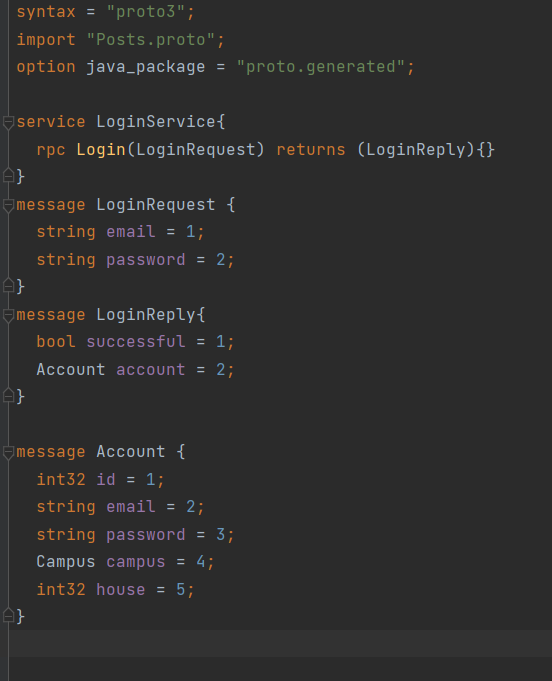 syntax = "proto3";
import "Posts.proto";
option java_package = "proto.generated";
service LoginService{
rpc Login(LoginRequest) returns (LoginReply){}
}
message LoginRequest {
string email = 1;
string password = 2;
}
message LoginReply{
bool successful = 1;
Account account = 2;
}
message Account {
int32 id = 1;
string email = 2;
string password = 3;
Campus campus = 4;
int32 house = 5;
}